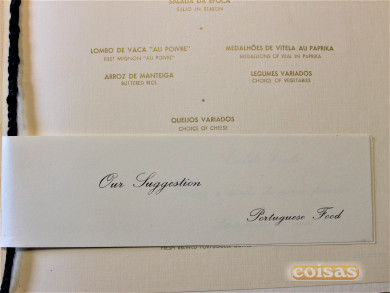 SALADA DA ÉPOCA
SALAD IN SEASON
LOMBO DE VACA "AU POIVRE"
FILET MIGNON "AU POIVRE"
MEDALHÕES DE VITELA AU PAPRIKA
MEDALLIONS OF VEAL IN PAPRIKA
ARROZ DE MANTEIGA
BUTTERED RICE
LEGUMES VARIADOS
CHOICE OF VEGETABLES
QUEIJOS VARIADOS
CHOICE OF CHEESE
Our Suggestion
Portuguese Food
coisas